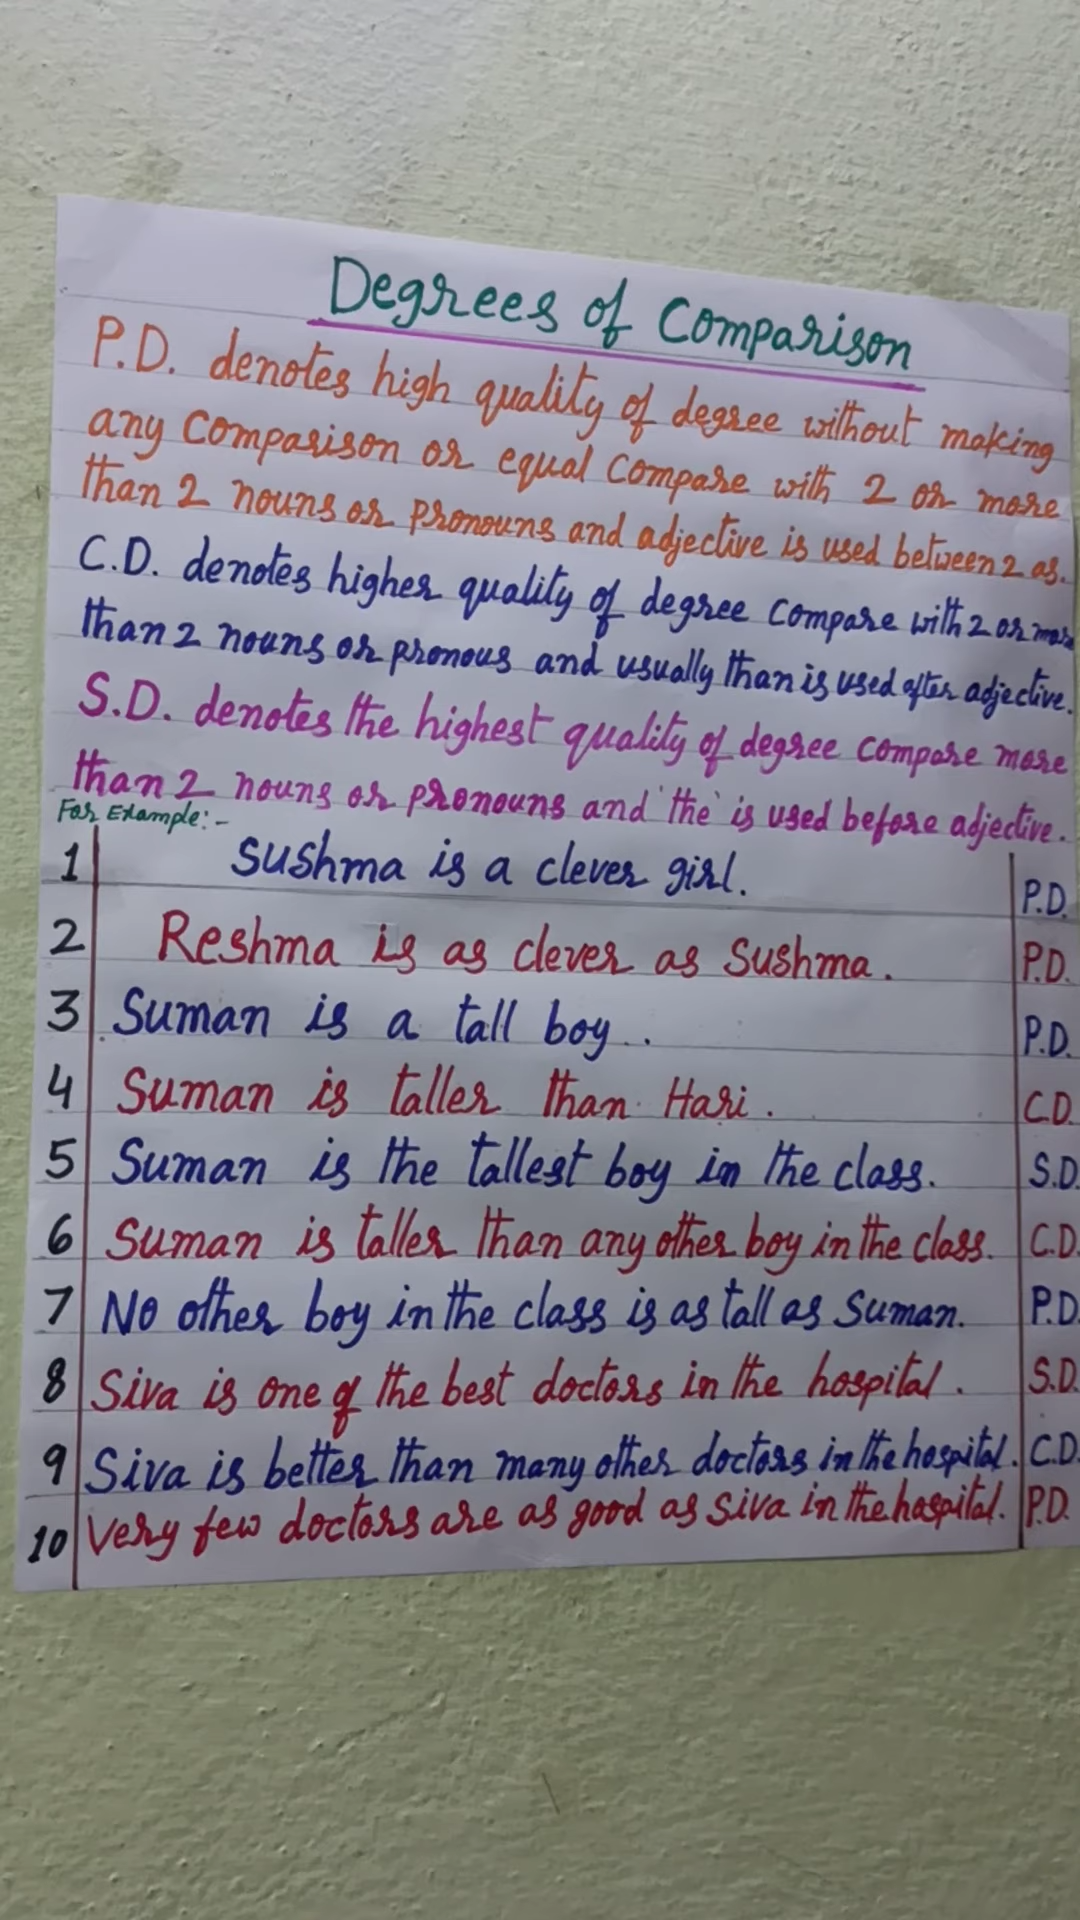 Degrees of Comparison
P.D. denotes high quality of degree without making
any Comparison or equal Compare with 2 or more
than 2 nouns or pronouns and adjective is used between 2 as.
C.D. denotes higher quality of degree Compare with 2 or more
than 2 nouns or pronous and usually than is used after adjective.
S.D. denotes the highest quality of degree Compare more
than 2 nouns or pronouns and 'the' is used before adjective.
For Example:-
1 Sushma is a clever girl. P.D.
2 Reshma is as clever as Sushma. P.D.
3 Suman is a tall boy. P.D.
4 Suman is taller than Hari. C.D.
5 Suman is the tallest boy in the class. S.D.
6 Suman is taller than any other boy in the class. C.D.
7 No other boy in the class is as tall as Suman. P.D.
8 Siva is one of the best doctors in the hospital. S.D.
9 Siva is better than many other doctors in the hospital. C.D.
10 Very few doctors are as good as Siva in the hospital. P.D.